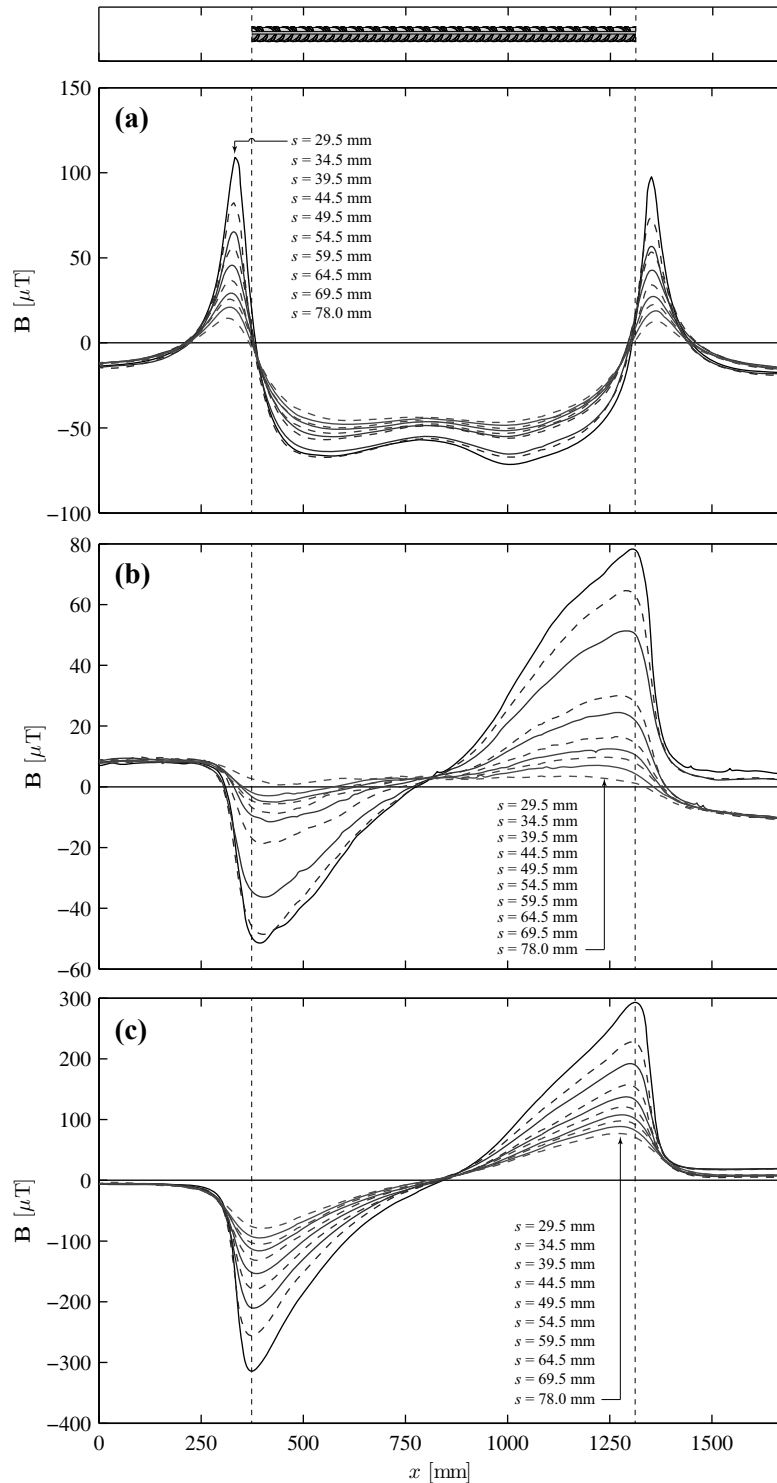 150
(a)
s = 29.5 mm
s = 34.5 mm
s = 39.5 mm
s = 44.5 mm
s = 49.5 mm
s = 54.5 mm
s = 59.5 mm
s = 64.5 mm
s = 69.5 mm
s = 78.0 mm
100
50
0
-50
-100
B [μT]
80
(b)
60
40
20
0
-20
-40
-60
B [μT]
s = 29.5 mm
s = 34.5 mm
s = 39.5 mm
s = 44.5 mm
s = 49.5 mm
s = 54.5 mm
s = 59.5 mm
s = 64.5 mm
s = 69.5 mm
s = 78.0 mm
300
(c)
200
100
0
-100
-200
-300
-400
B [μT]
s = 29.5 mm
s = 34.5 mm
s = 39.5 mm
s = 44.5 mm
s = 49.5 mm
s = 54.5 mm
s = 59.5 mm
s = 64.5 mm
s = 69.5 mm
s = 78.0 mm
0 250 500 750 1000 1250 1500
x [mm]